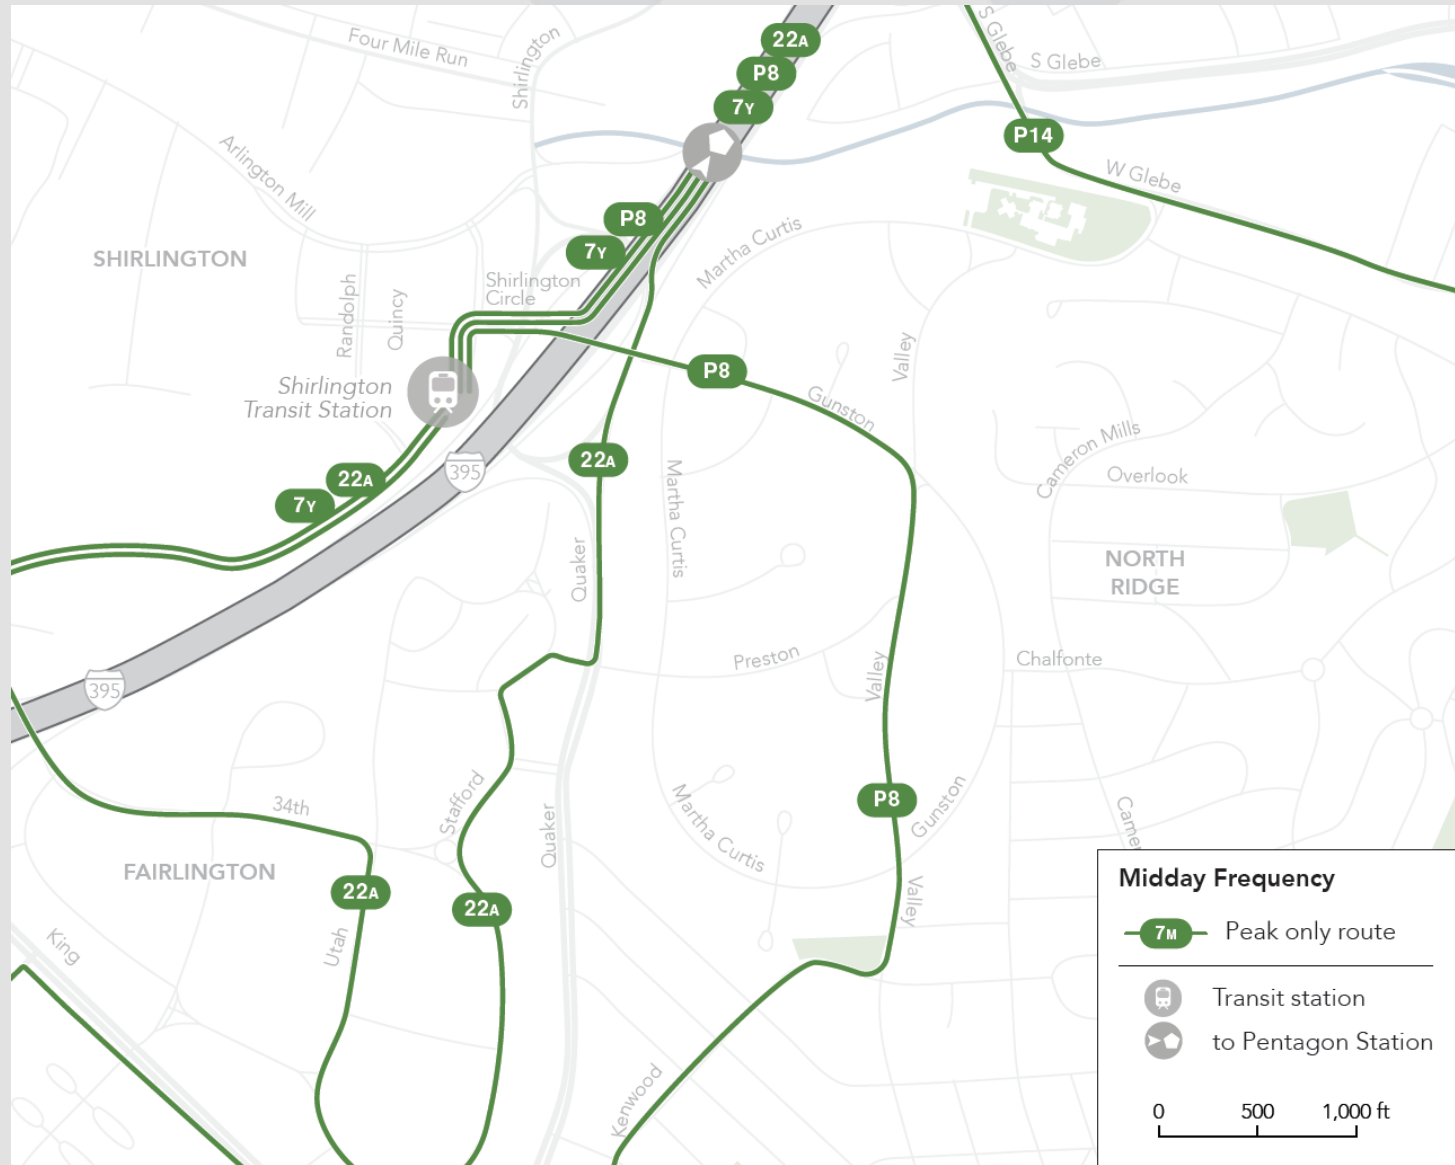 Four Mile Run
Shirlington
22A
P8
7Y
S Glebe
S Glebe
P14
W Glebe
Arlington Mill
SHIRLINGTON
P8
7Y
Martha Curtis
Shirlington
Circle
Randolph
Quincy
Valley
Shirlington
Transit Station
P8
Gunston
22A
395
Cameron Mills
Overlook
22A
7Y
Martha Curtis
Quaker
NORTH
RIDGE
Preston
Chalfonte
Valley
395
34th
Stafford
Quaker
Martha Curtis
P8
Gunston
Camer
FAIRLINGTON
22A
22A
Valley
King
Utah
Kenwood
Midday Frequency
7M Peak only route
Transit station
to Pentagon Station
0 500 1,000 ft